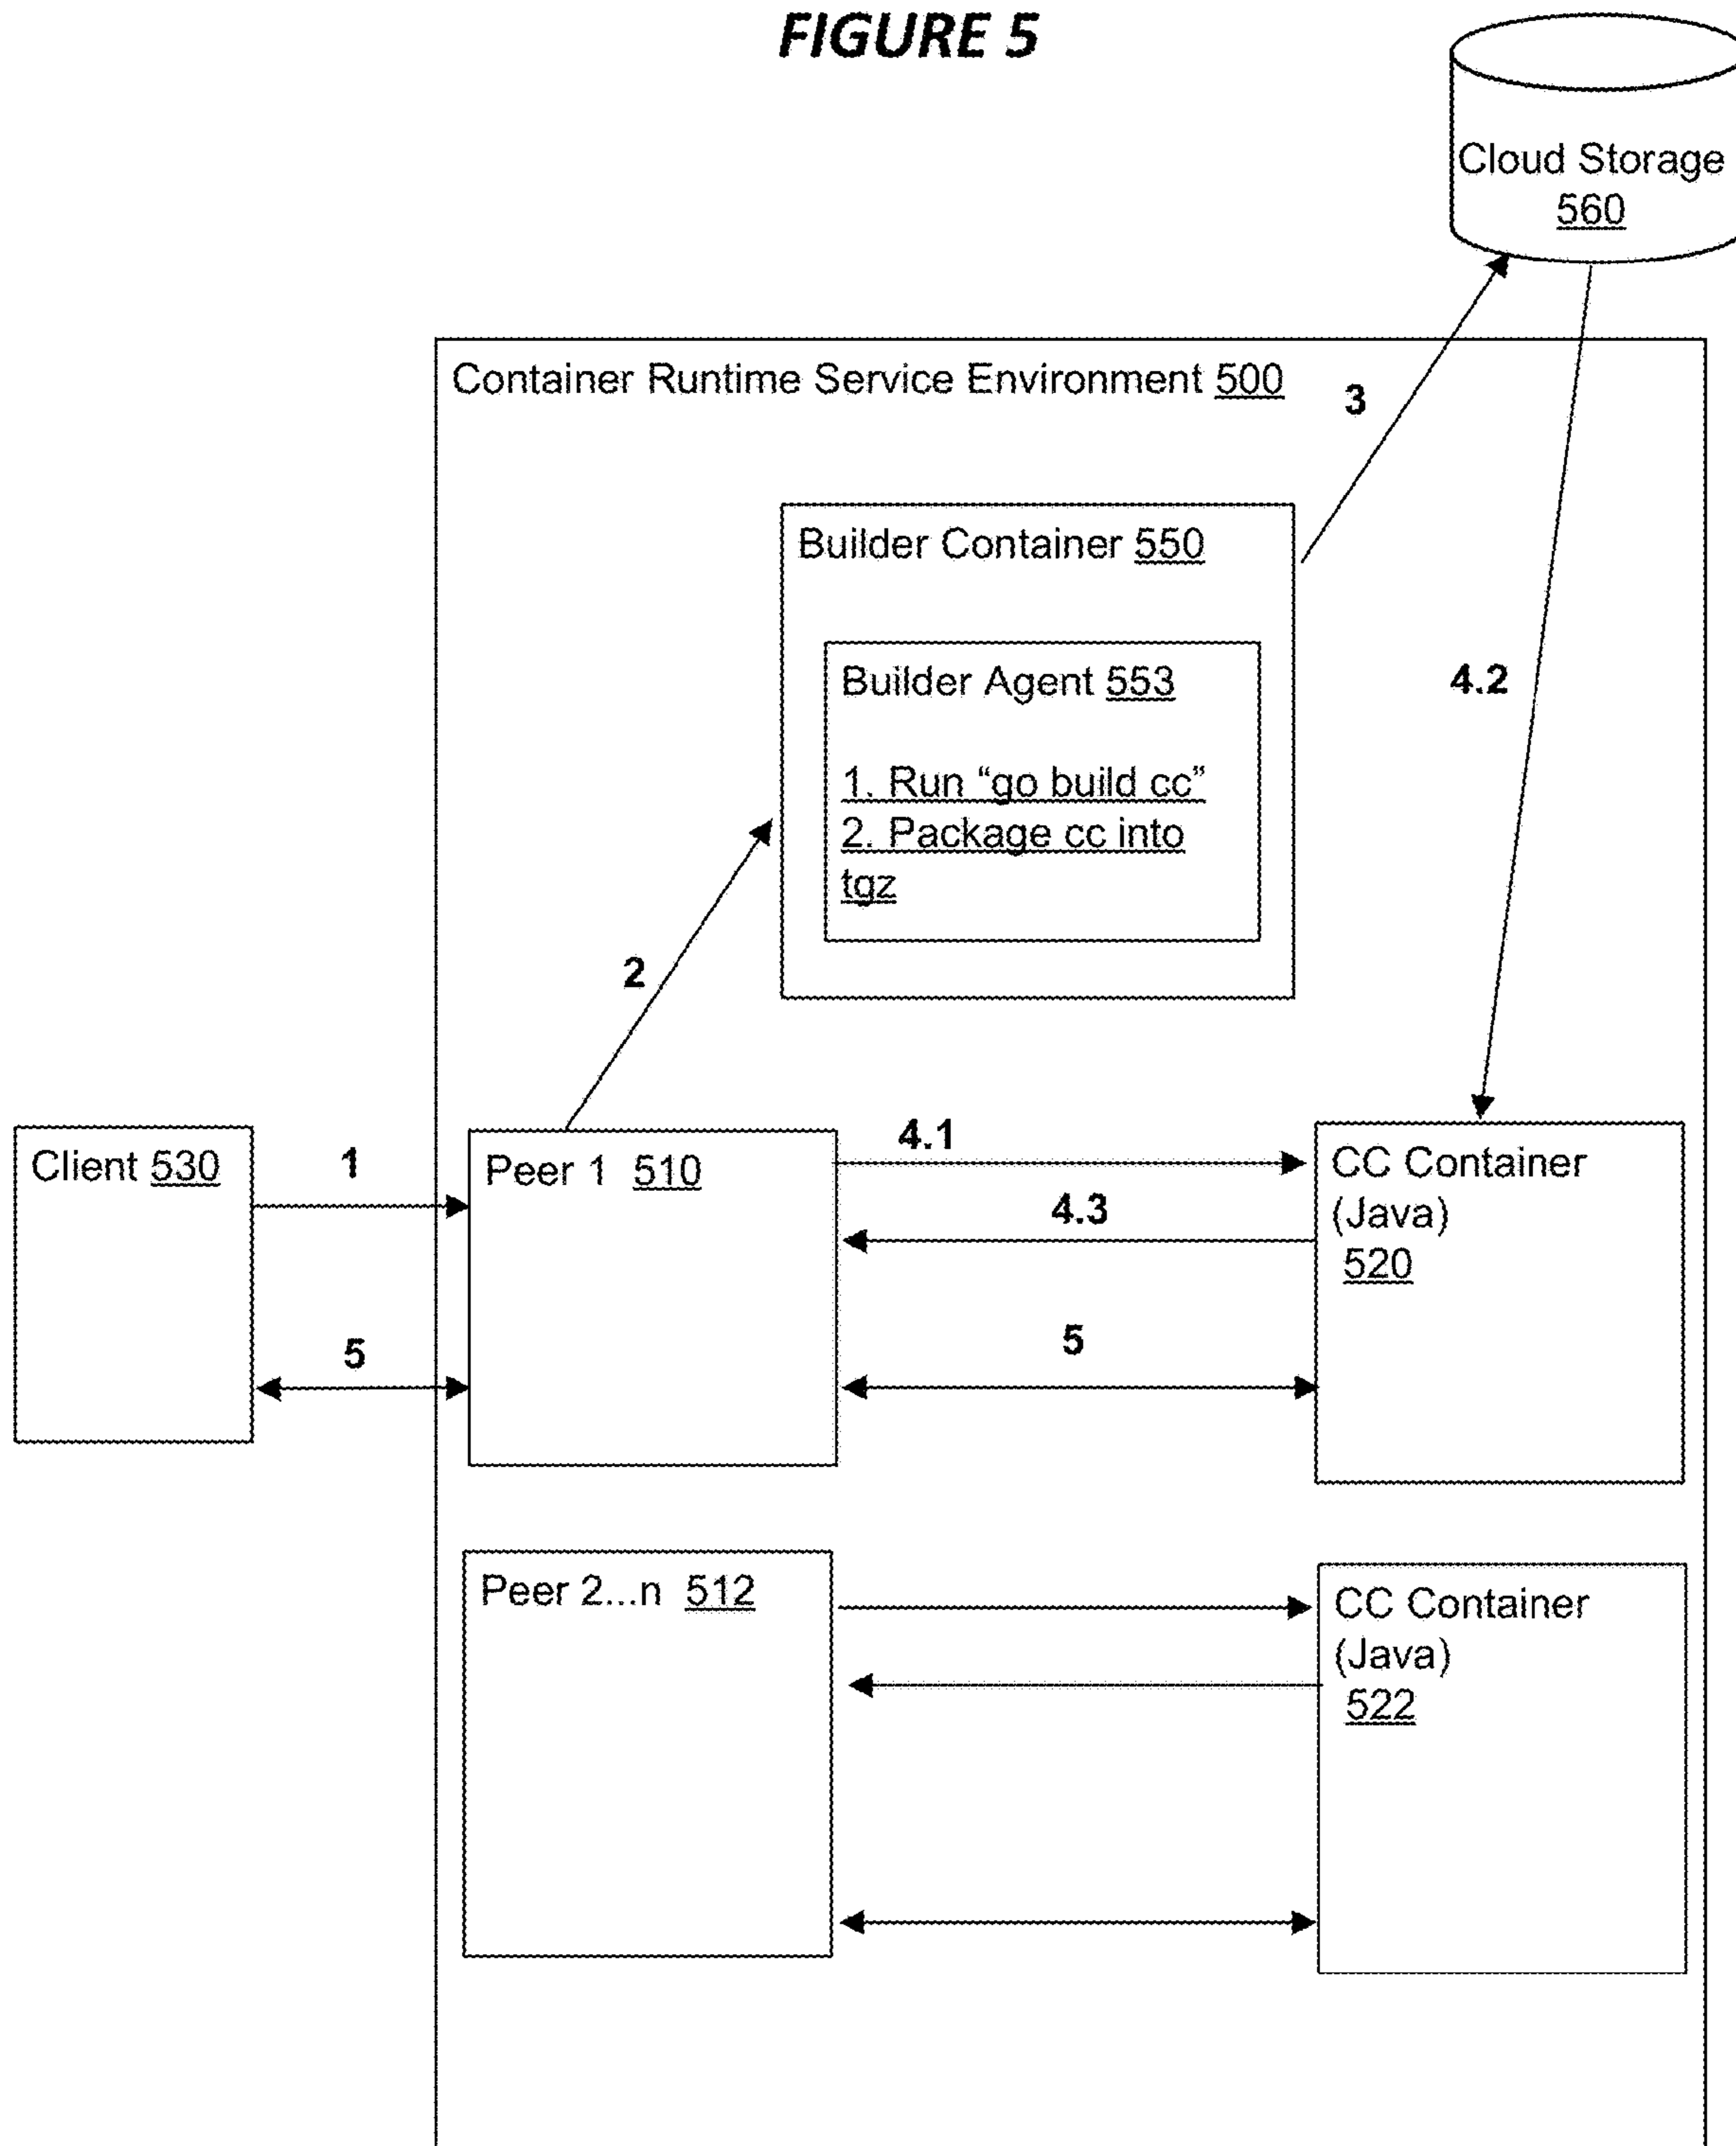 FIGURE 5
Cloud Storage
560
Container Runtime Service Environment 500
3
Builder Container 550
Builder Agent 553
4.2
1. Run “go build cc”
2. Package cc into
tgz
2
Client 530
1
Peer 1 510
4.1
CC Container
(Java)
520
4.3
5
5
Peer 2...n 512
CC Container
(Java)
522